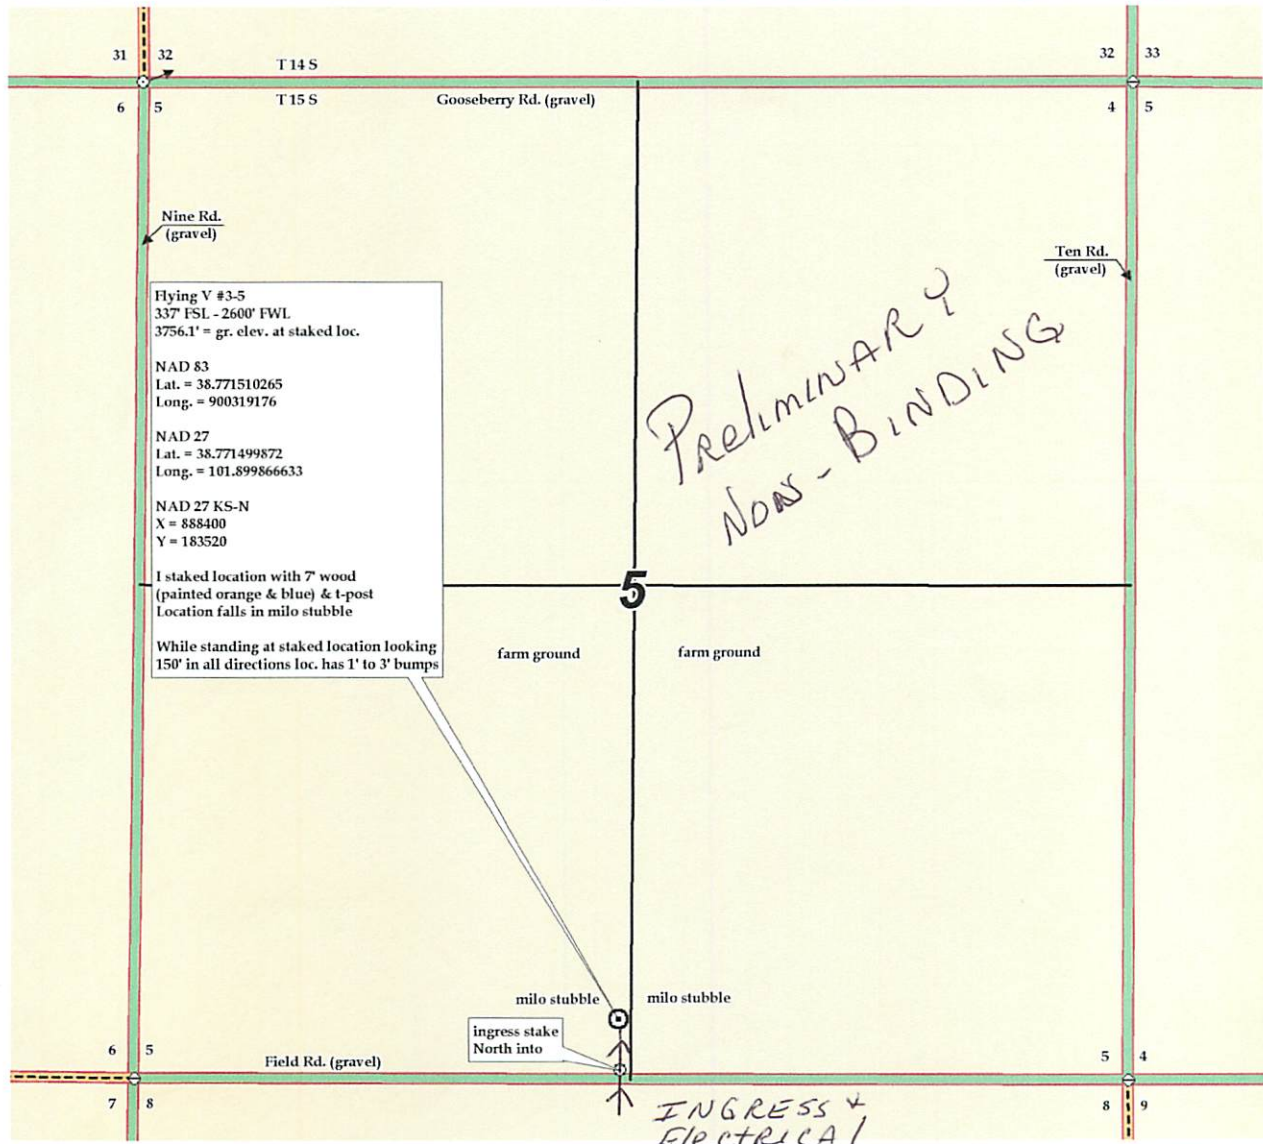 31 32
T 14 S
32 33
6 5
T 15 S
Gooseberry Rd. (gravel)
4 5
Nine Rd.
(gravel)
Ten Rd.
(gravel)
Flying V #3-5
337' FSL - 2600' FWL
3756.1' = gr. elev. at staked loc.
NAD 83
Lat. = 38.771510265
Long. = 900319176
NAD 27
Lat. = 38.771499872
Long. = 101.899866633
NAD 27 KS-N
X = 888400
Y = 183520
I staked location with 7' wood
(painted orange & blue) & t-post
Location falls in milo stubble
While standing at staked location looking
150' in all directions loc. has 1' to 3' bumps
PRELIMINARY
NON - BINDING
5
farm ground
farm ground
milo stubble
milo stubble
ingress stake
North into
6 5
Field Rd. (gravel)
5 4
7 8
8 9
INGRESS &
ElectRICAl